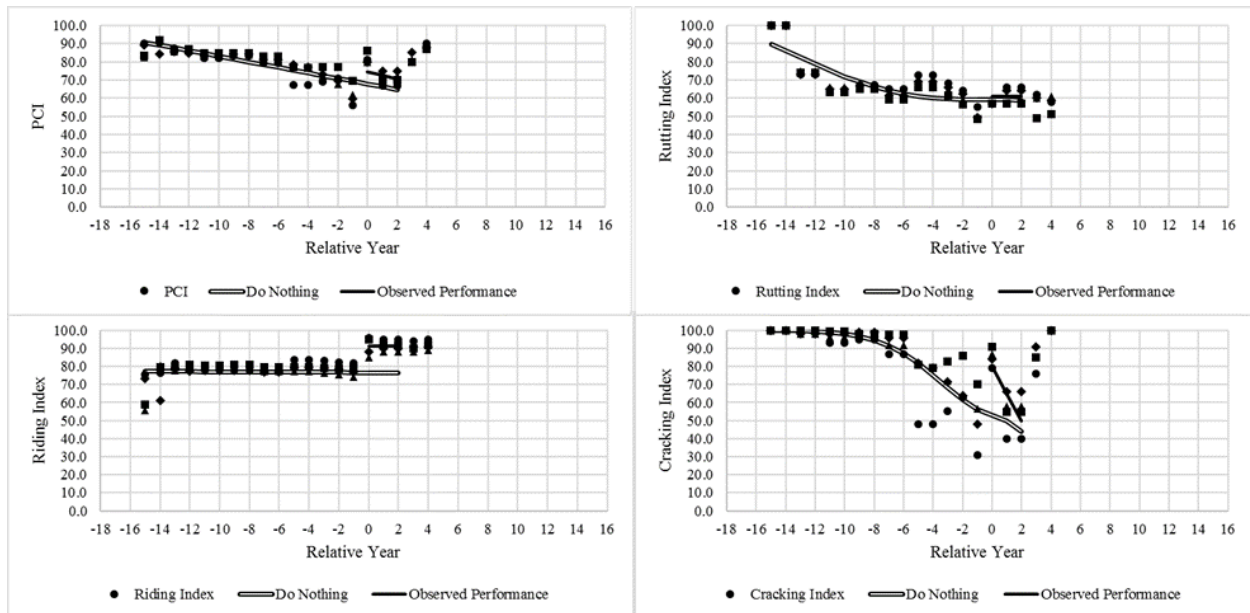 100.0
90.0
80.0
70.0
60.0
50.0
40.0
30.0
20.0
10.0
0.0
PCI
-18 -16 -14 -12 -10 -8 -6 -4 -2 0 2 4 6 8 10 12 14 16
Relative Year
PCI Do Nothing Observed Performance
100.0
90.0
80.0
70.0
60.0
50.0
40.0
30.0
20.0
10.0
0.0
Rutting Index
-18 -16 -14 -12 -10 -8 -6 -4 -2 0 2 4 6 8 10 12 14 16
Relative Year
Rutting Index Do Nothing Observed Performance
100.0
90.0
80.0
70.0
60.0
50.0
40.0
30.0
20.0
10.0
0.0
Riding Index
-18 -16 -14 -12 -10 -8 -6 -4 -2 0 2 4 6 8 10 12 14 16
Relative Year
Riding Index Do Nothing Observed Performance
100.0
90.0
80.0
70.0
60.0
50.0
40.0
30.0
20.0
10.0
0.0
Cracking Index
-18 -16 -14 -12 -10 -8 -6 -4 -2 0 2 4 6 8 10 12 14 16
Relative Year
Cracking Index Do Nothing Observed Performance